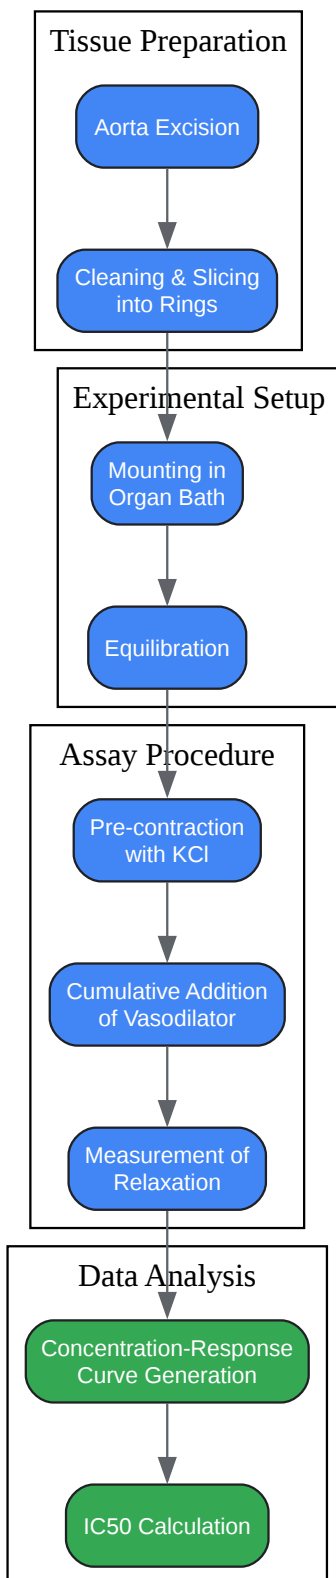 Tissue Preparation
Aorta Excision
Cleaning & Slicing
into Rings
Experimental Setup
Mounting in
Organ Bath
Equilibration
Assay Procedure
Pre-contraction
with KCl
Cumulative Addition
of Vasodilator
Measurement of
Relaxation
Data Analysis
Concentration-Response
Curve Generation
IC50 Calculation